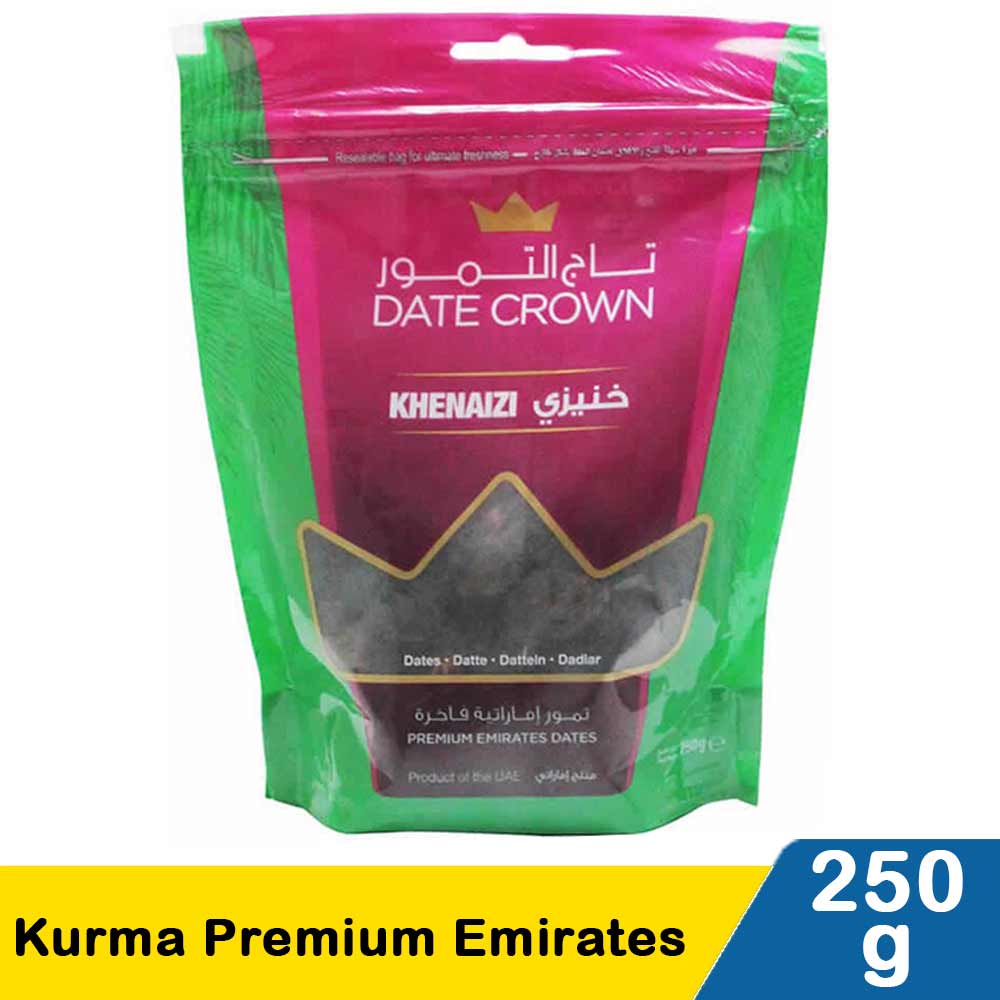 Resealable bag for ultimate freshness
تاج التمور
DATE CROWN
KHENAIZI خنيزي
Dates · Datte · Datteln · Dadlar
تمور إماراتية فاخرة
PREMIUM EMIRATES DATES
250g e
Product of the UAE منتج إماراتي
Kurma Premium Emirates
250
g